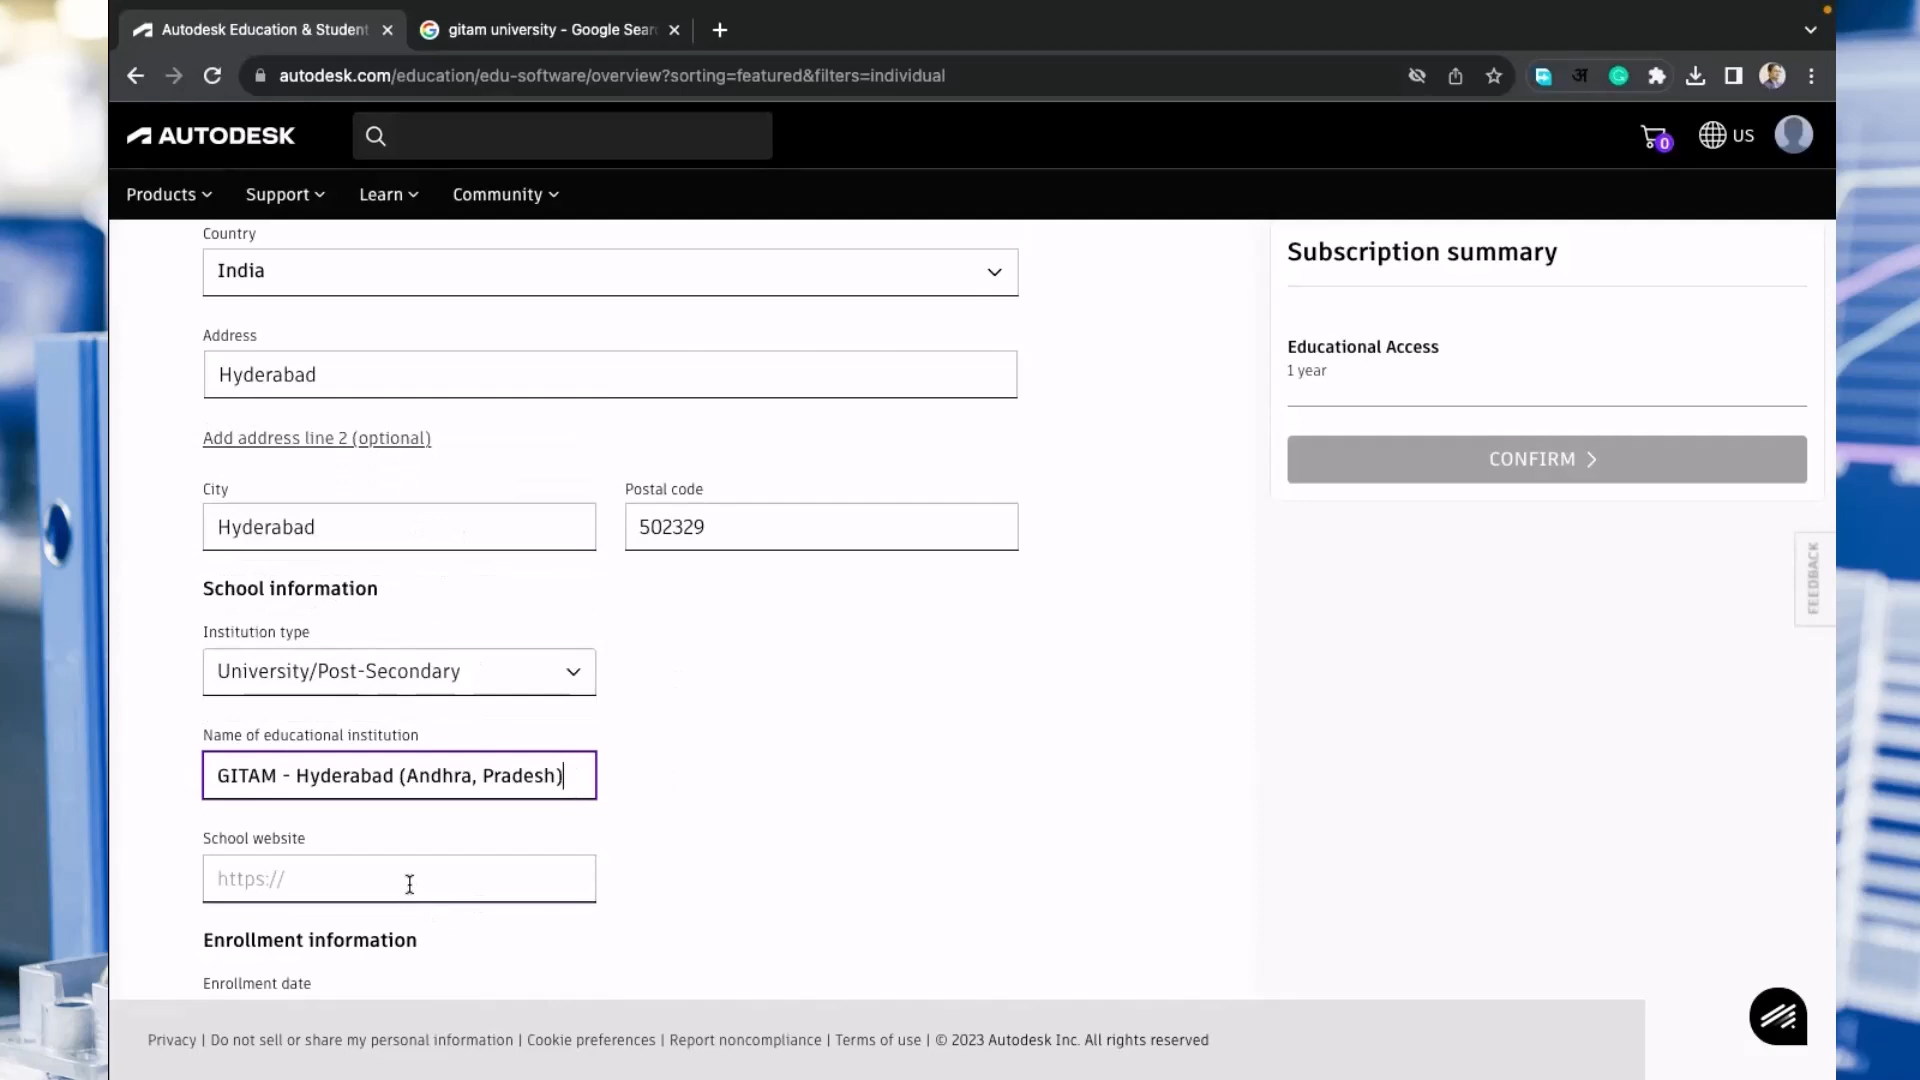 Autodesk Education & Student
gitam university - Google Sear
autodesk.com/education/edu-software/overview?sorting=featured&filters=individual
अ
AUTODESK
0
US
Products
Support
Learn
Community
Country
India
Address
Hyderabad
Add address line 2 (optional)
City
Postal code
Hyderabad
502329
School information
Institution type
University/Post-Secondary
Name of educational institution
GITAM - Hyderabad (Andhra, Pradesh)
School website
https://
Enrollment information
Enrollment date
Subscription summary
Educational Access
1 year
CONFIRM
FEEDBACK
Privacy | Do not sell or share my personal information | Cookie preferences | Report noncompliance | Terms of use | © 2023 Autodesk Inc. All rights reserved